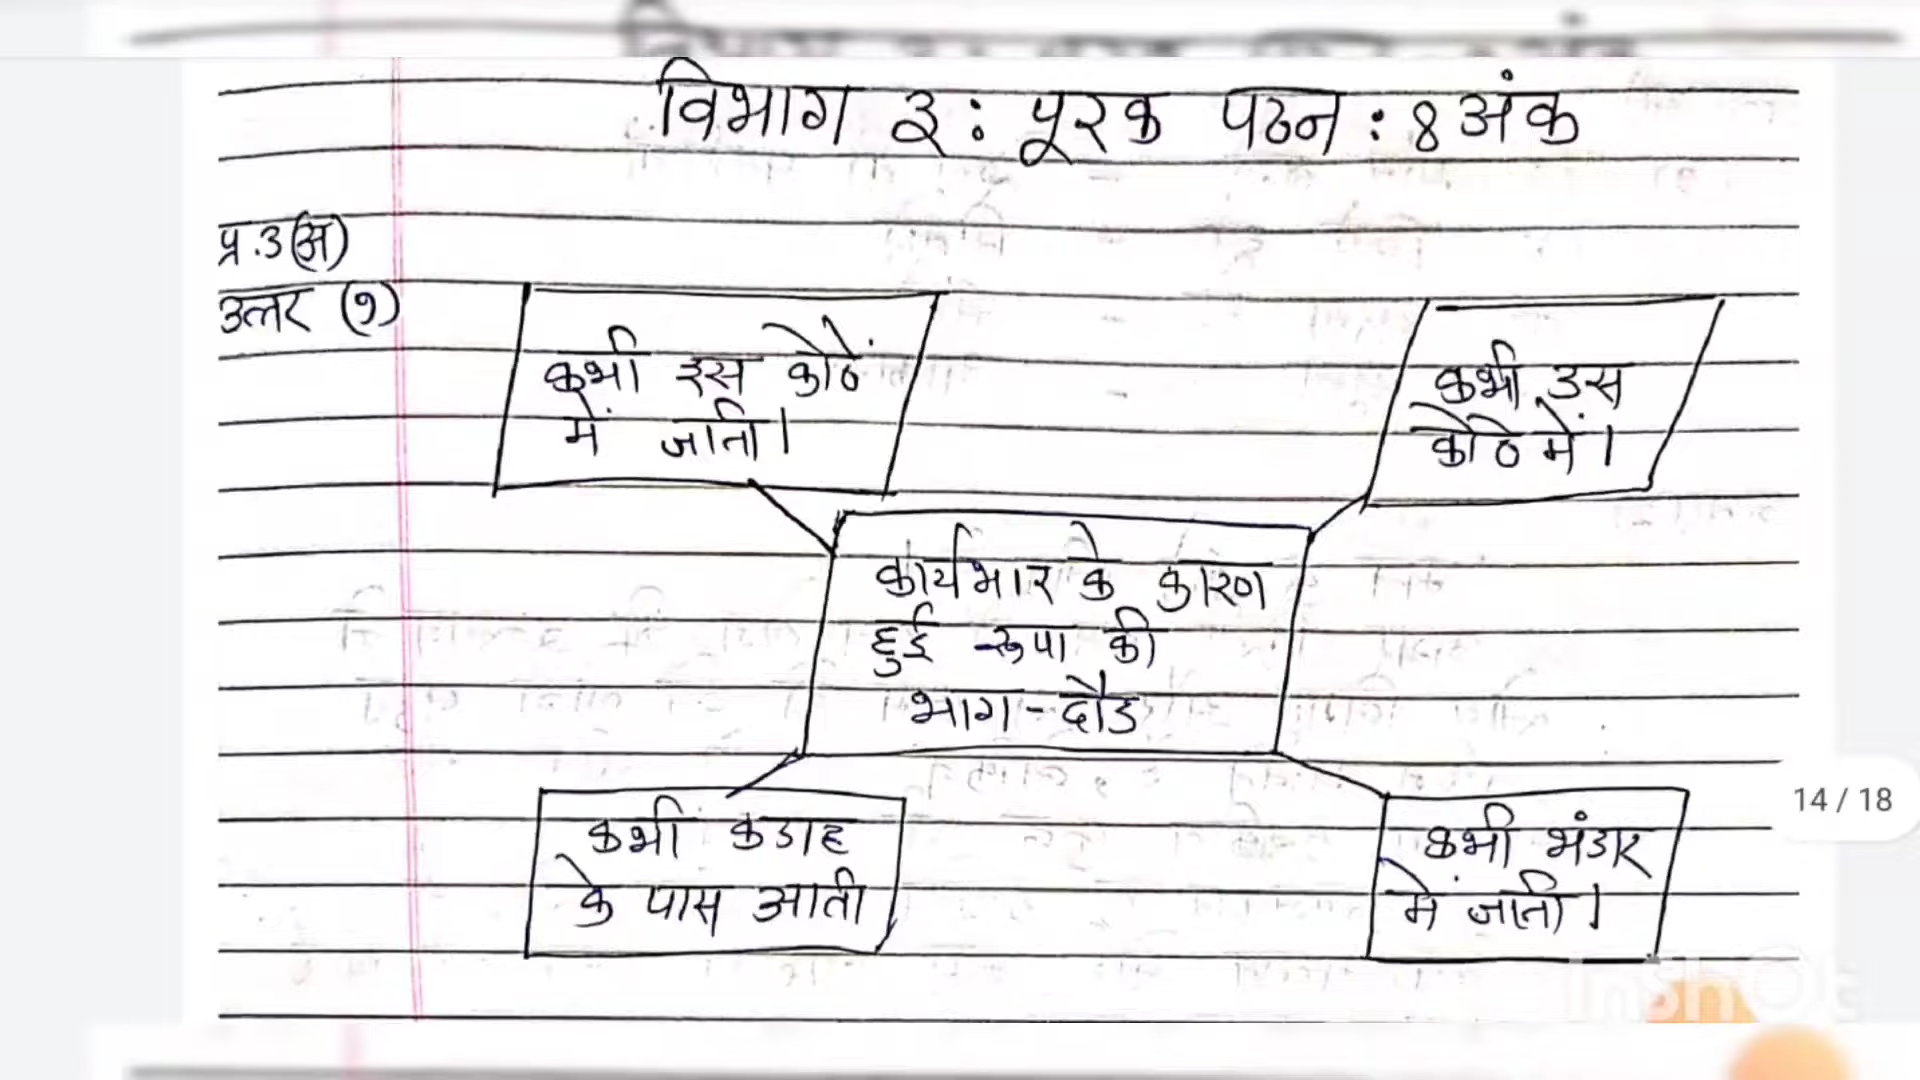 विभाग ३ : पूरक पठन : 8 अंक
प्र.3(अ)
उत्तर (१)
कभी इस कोठें
में जाती।
कभी उस
कोठे में।
कार्यभार के कारण
हुई रूपा की
भाग-दौड
कभी कडाह
के पास आती
कभी भंडार
में जाती।
14 / 18
InshOt